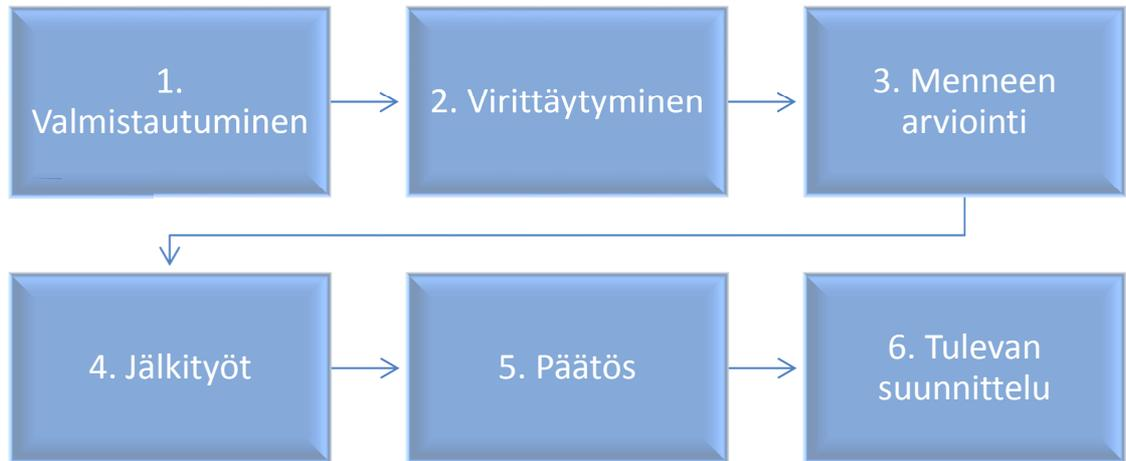 1.
Valmistautuminen
2. Virittäytyminen
3. Menneen
arviointi
4. Jälkityöt
5. Päätös
6. Tulevan
suunnittelu